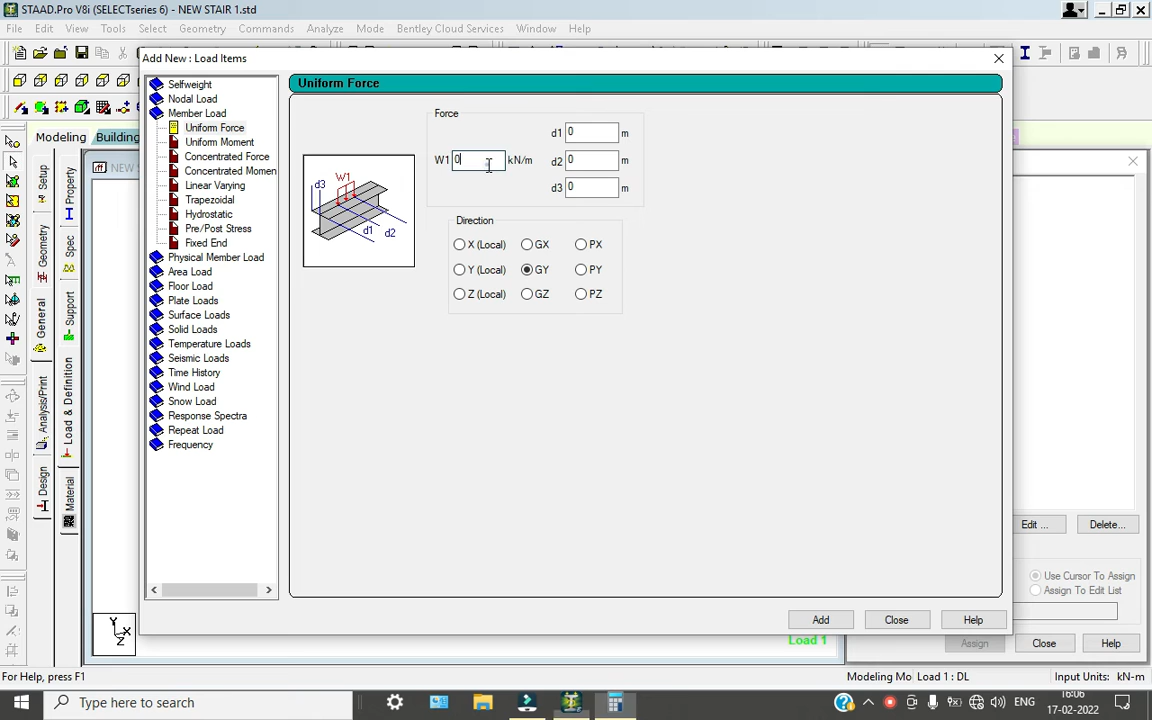 STAAD.Pro V8i (SELECTseries 6) - NEW STAIR 1.std
File Edit View Tools Select Geometry Commands Analyze Mode Bentley Cloud Services Window Help
Add New : Load Items
Selfweight
Nodal Load
Member Load
Uniform Force
Uniform Moment
Concentrated Force
Concentrated Momen
Linear Varying
Trapezoidal
Hydrostatic
Pre/Post Stress
Fixed End
Physical Member Load
Area Load
Floor Load
Plate Loads
Surface Loads
Solid Loads
Temperature Loads
Seismic Loads
Time History
Wind Load
Snow Load
Response Spectra
Repeat Load
Frequency
Uniform Force
Force
W1 0 kN/m
d1 0 m
d2 0 m
d3 0 m
W1
d3
d1 d2
Direction
X (Local) GX PX
Y (Local) GY PY
Z (Local) GZ PZ
Add Close Help
Modeling Building
NEW S
Setup
Geometry
General
Analysis/Print
Design
Property
Spec
Support
Load & Definition
Material
Edit ... Delete...
Use Cursor To Assign
Assign To Edit List
Assign Close Help
Y
X
Z
Load 1
For Help, press F1
Modeling Mo Load 1 : DL Input Units: kN-m
Type here to search
ENG
16:06
17-02-2022